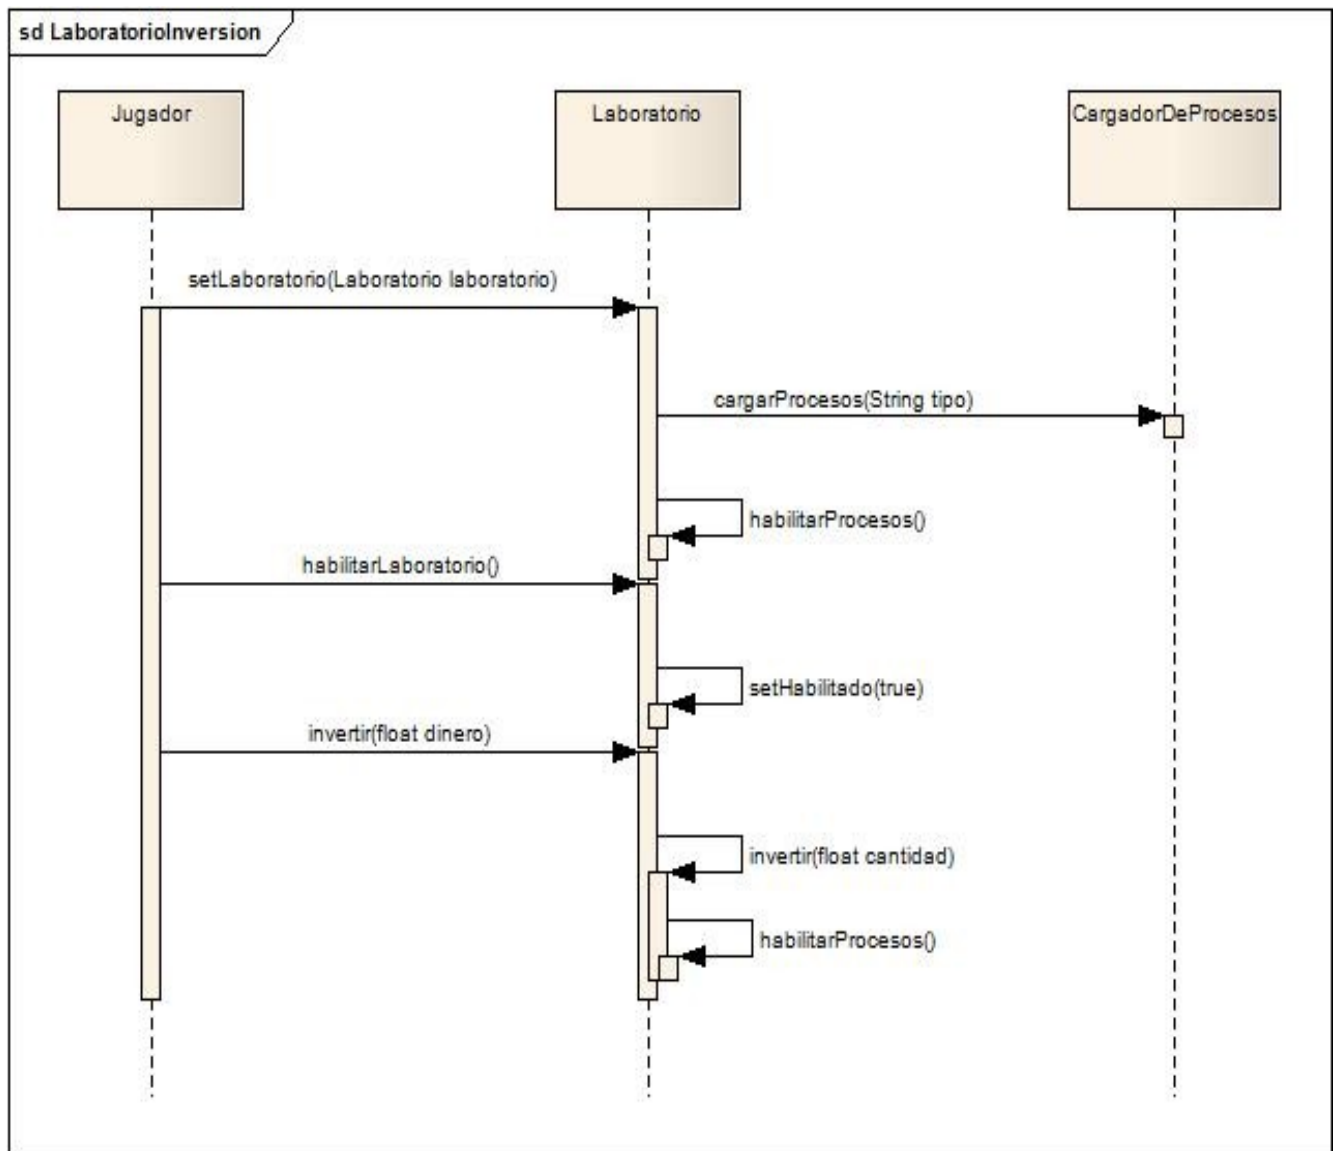 sd LaboratorioInversion
Jugador
Laboratorio
CargadorDeProcesos
setLaboratorio(Laboratorio laboratorio)
cargarProcesos(String tipo)
habilitarProcesos()
habilitarLaboratorio()
setHabilitado(true)
invertir(float dinero)
invertir(float cantidad)
habilitarProcesos()